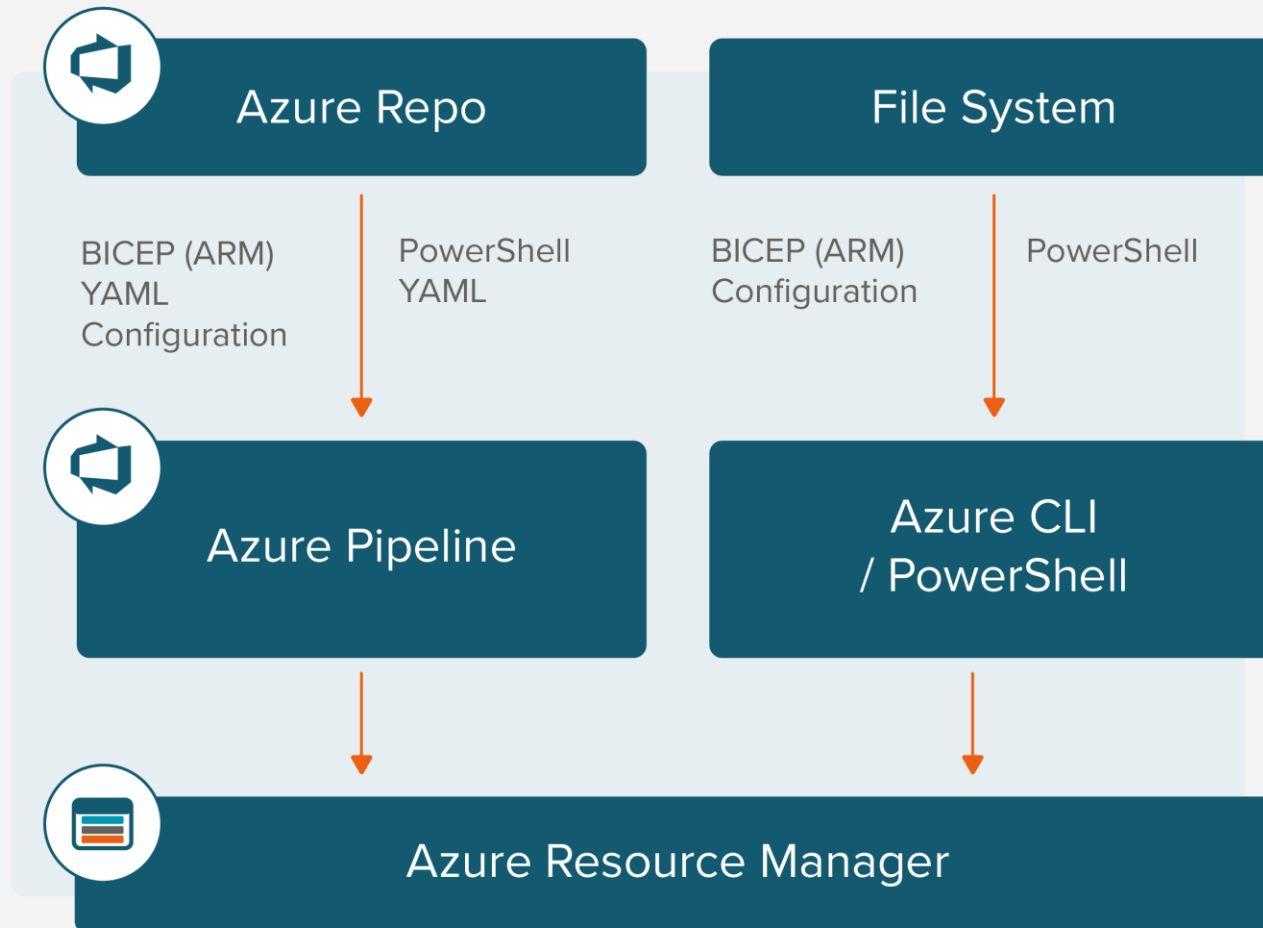 Azure Repo
File System
BICEP (ARM)
YAML
Configuration
PowerShell
YAML
BICEP (ARM)
Configuration
PowerShell
Azure Pipeline
Azure CLI
/ PowerShell
Azure Resource Manager